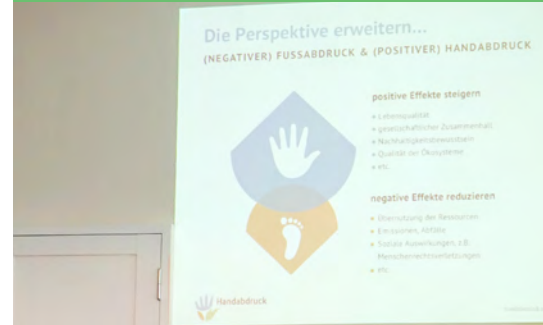 Die Perspektive erweitern...
(NEGATIVER) FUSSABDRUCK & (POSITIVER) HANDABDRUCK
positive Effekte steigern
Lebensqualität
gesellschaftlicher Zusammenhalt
Nachhaltigkeitsbewusstsein
Qualität der Ökosysteme
etc.
negative Effekte reduzieren
Übernutzung der Ressourcen
Emissionen, Abfälle
Soziale Auswirkungen, z.B.
Menschenrechtsverletzungen
etc.
Handabdruck